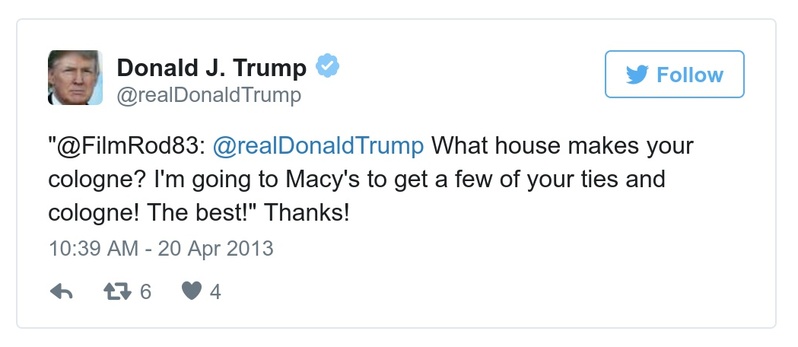 Donald J. Trump
@realDonaldTrump
Follow
"@FilmRod83: @realDonaldTrump What house makes your
cologne? I'm going to Macy's to get a few of your ties and
cologne! The best!" Thanks!
10:39 AM - 20 Apr 2013
6
4